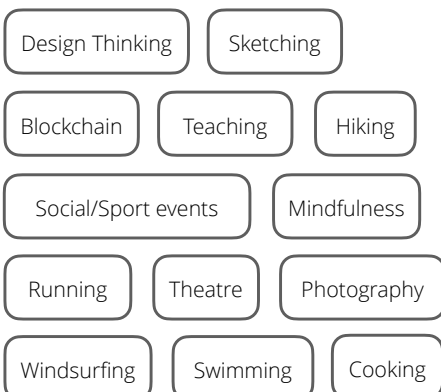 Design Thinking Sketching
Blockchain Teaching Hiking
Social/Sport events Mindfulness
Running Theatre Photography
Windsurfing Swimming Cooking